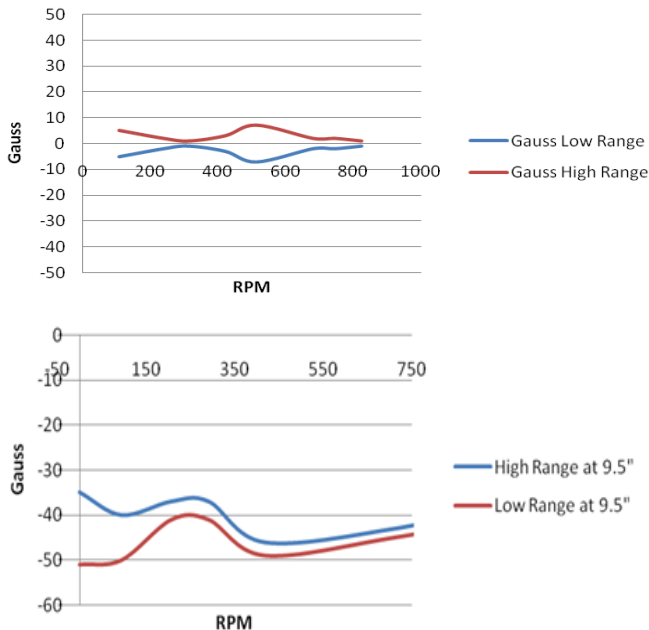 50
40
30
20
10
0
-10
-20
-30
-40
-50
Gauss
0 200 400 600 800 1000
RPM
Gauss Low Range
Gauss High Range
0
-10
-20
-30
-40
-50
-60
Gauss
-50 150 350 550 750
RPM
High Range at 9.5"
Low Range at 9.5"